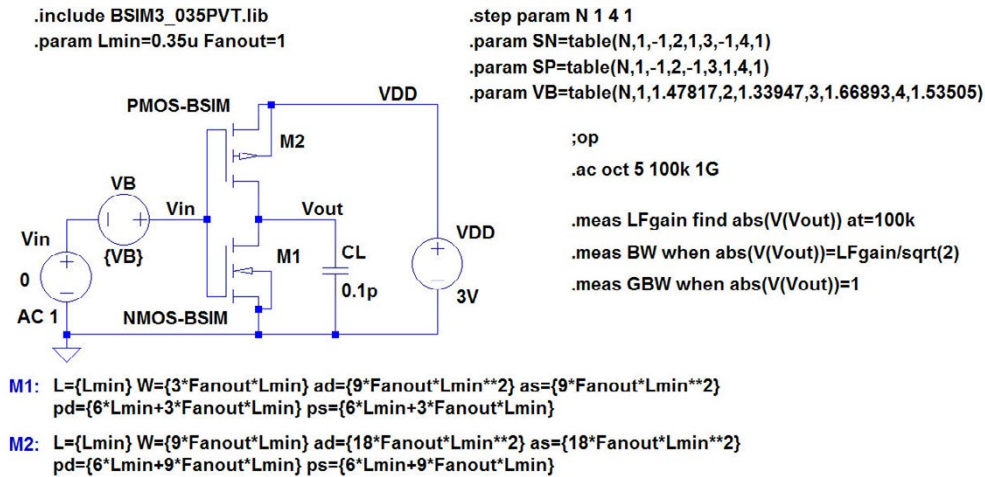 .include BSIM3_035PVT.lib
.param Lmin=0.35u Fanout=1
.step param N 1 4 1
.param SN=table(N,1,-1,2,1,3,-1,4,1)
.param SP=table(N,1,-1,2,-1,3,1,4,1)
.param VB=table(N,1,1.47817,2,1.33947,3,1.66893,4,1.53505)
PMOS-BSIM
VDD
M2
;op
.ac oct 5 100k 1G
VB
Vin
Vout
{VB}
Vin
0
AC 1
M1
CL
0.1p
VDD
3V
NMOS-BSIM
.meas LFgain find abs(V(Vout)) at=100k
.meas BW when abs(V(Vout))=LFgain/sqrt(2)
.meas GBW when abs(V(Vout))=1
M1: L={Lmin} W={3*Fanout*Lmin} ad={9*Fanout*Lmin**2} as={9*Fanout*Lmin**2}
pd={6*Lmin+3*Fanout*Lmin} ps={6*Lmin+3*Fanout*Lmin}
M2: L={Lmin} W={9*Fanout*Lmin} ad={18*Fanout*Lmin**2} as={18*Fanout*Lmin**2}
pd={6*Lmin+9*Fanout*Lmin} ps={6*Lmin+9*Fanout*Lmin}